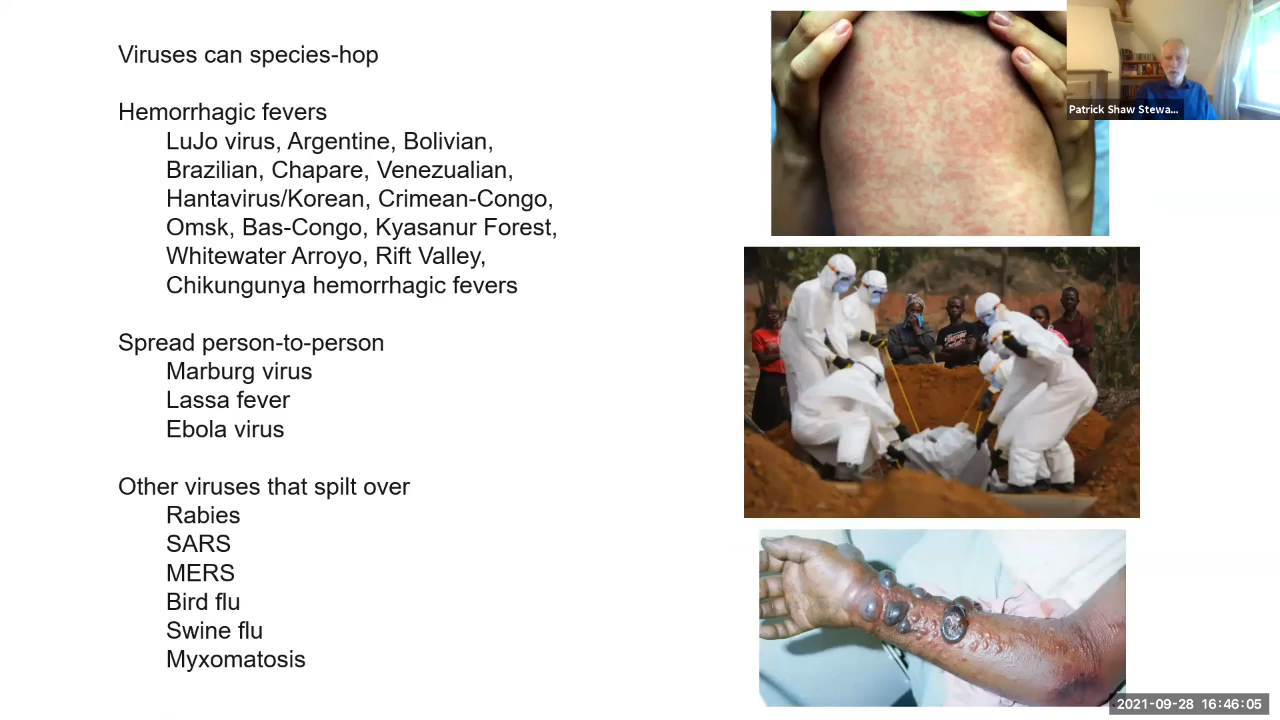 Viruses can species-hop
Hemorrhagic fevers
LuJo virus, Argentine, Bolivian,
Brazilian, Chapare, Venezualian,
Hantavirus/Korean, Crimean-Congo,
Omsk, Bas-Congo, Kyasanur Forest,
Whitewater Arroyo, Rift Valley,
Chikungunya hemorrhagic fevers
Spread person-to-person
Marburg virus
Lassa fever
Ebola virus
Other viruses that spilt over
Rabies
SARS
MERS
Bird flu
Swine flu
Myxomatosis
Patrick Shaw Stewa...
2021-09-28 16:46:05